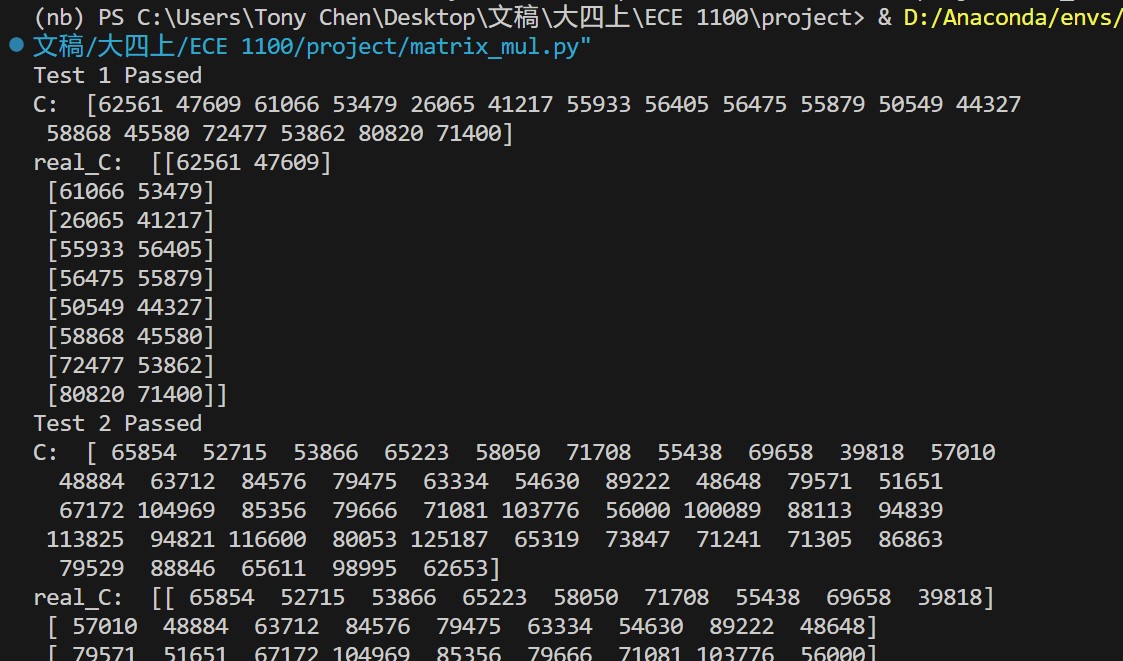 (nb) PS C:\Users\Tony Chen\Desktop\文稿\大四上\ECE 1100\project> & D:/Anaconda/envs/
文稿/大四上/ECE 1100/project/matrix_mul.py"
Test 1 Passed
C:  [62561 47609 61066 53479 26065 41217 55933 56405 56475 55879 50549 44327
 58868 45580 72477 53862 80820 71400]
real_C:  [[62561 47609]
 [61066 53479]
 [26065 41217]
 [55933 56405]
 [56475 55879]
 [50549 44327]
 [58868 45580]
 [72477 53862]
 [80820 71400]]
Test 2 Passed
C:  [ 65854  52715  53866  65223  58050  71708  55438  69658  39818  57010
  48884  63712  84576  79475  63334  54630  89222  48648  79571  51651
  67172 104969  85356  79666  71081 103776  56000 100089  88113  94839
 113825  94821 116600  80053 125187  65319  73847  71241  71305  86863
  79529  88846  65611  98995  62653]
real_C:  [[ 65854  52715  53866  65223  58050  71708  55438  69658  39818]
 [ 57010  48884  63712  84576  79475  63334  54630  89222  48648]
 [ 79571  51651  67172 104969  85356  79666  71081 103776  56000]